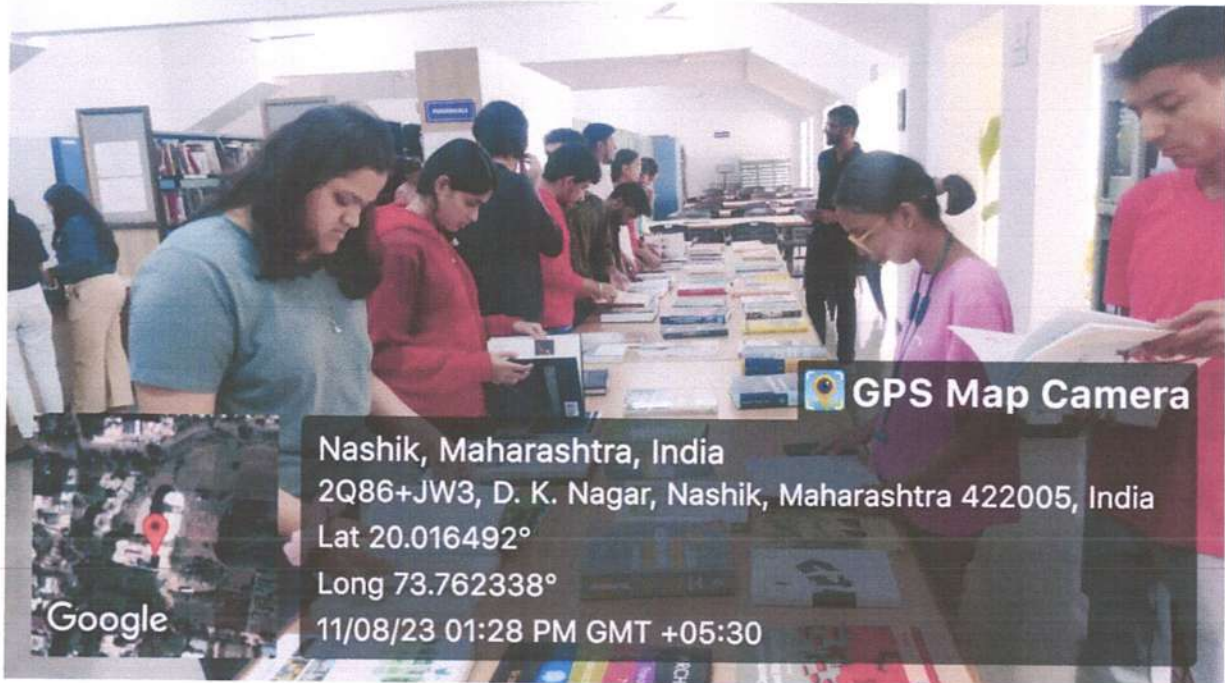 GPS Map Camera
Nashik, Maharashtra, India
2Q86+JW3, D. K. Nagar, Nashik, Maharashtra 422005, India
Lat 20.016492°
Long 73.762338°
11/08/23 01:28 PM GMT +05:30
Google